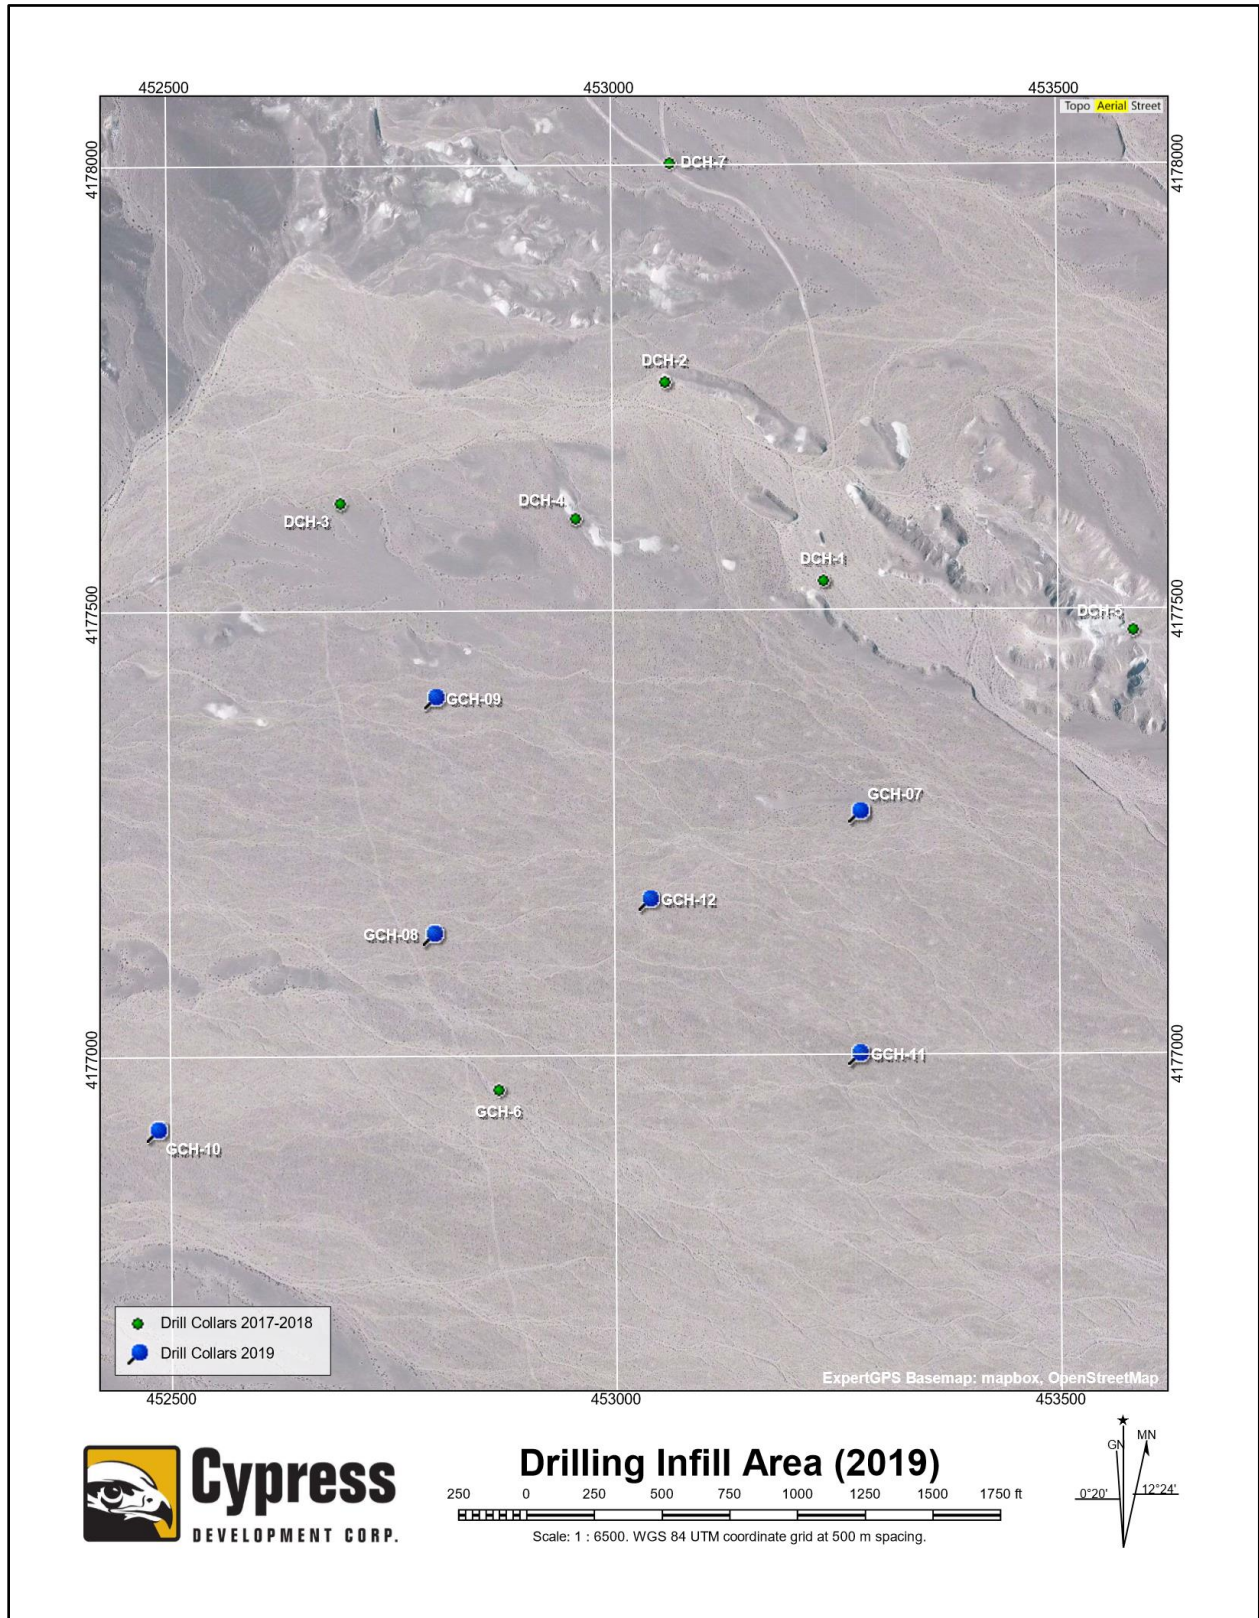 452500
453000
453500
Topo Aerial Street
4178000
4178000
DCH-7
DCH-2
DCH-4
DCH-3
DCH-1
4177500
4177500
DCH-5
GCH-09
GCH-07
GCH-12
GCH-08
4177000
4177000
GCH-11
GCH-6
GCH-10
Drill Collars 2017-2018
Drill Collars 2019
ExpertGPS Basemap: mapbox, OpenStreetMap
452500
453000
453500
Cypress
DEVELOPMENT CORP.
Drilling Infill Area (2019)
250 0 250 500 750 1000 1250 1500 1750 ft
Scale: 1 : 6500. WGS 84 UTM coordinate grid at 500 m spacing.
GN
MN
0°20'
12°24'